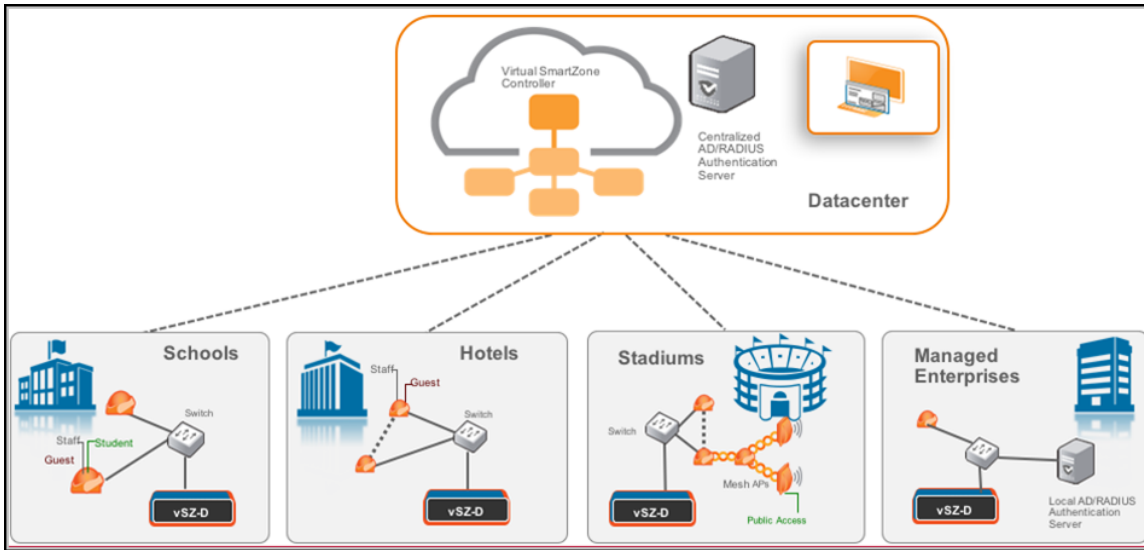 Virtual SmartZone
Controller
Centralized
AD/RADIUS
Authentication
Server
Datacenter
Schools
Switch
Staff
Student
Guest
vSZ-D
Hotels
Staff
Guest
Switch
vSZ-D
Stadiums
Switch
Mesh APs
Public Access
vSZ-D
Managed
Enterprises
vSZ-D
Local AD/RADIUS
Authentication
Server